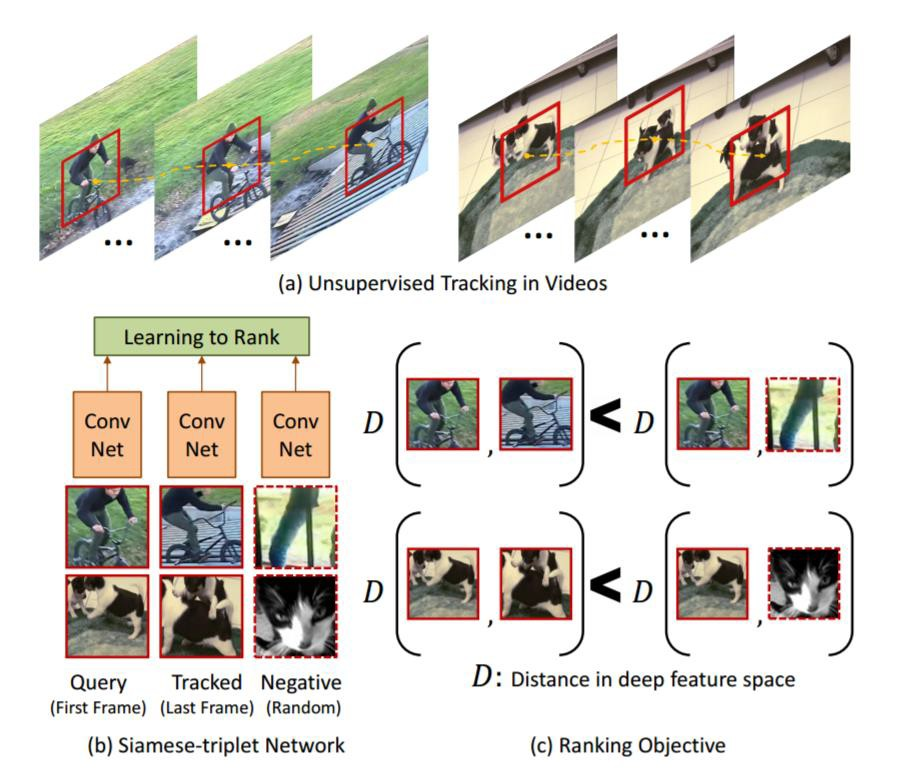 ... ... ... ...
(a) Unsupervised Tracking in Videos
Learning to Rank
Conv Net
Conv Net
Conv Net
Query (First Frame)
Tracked (Last Frame)
Negative (Random)
(b) Siamese-triplet Network
D ( , ) < D ( , )
D ( , ) < D ( , )
D: Distance in deep feature space
(c) Ranking Objective